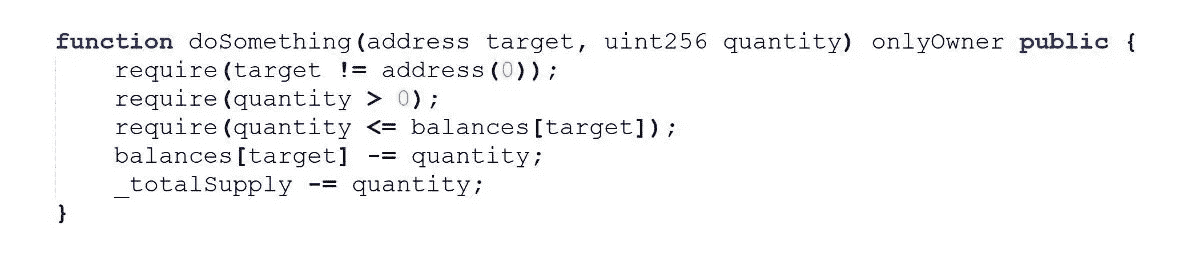 function doSomething(address target, uint256 quantity) onlyOwner public {
    require(target != address(0));
    require(quantity > 0);
    require(quantity <= balances[target]);
    balances[target] -= quantity;
    _totalSupply -= quantity;
}